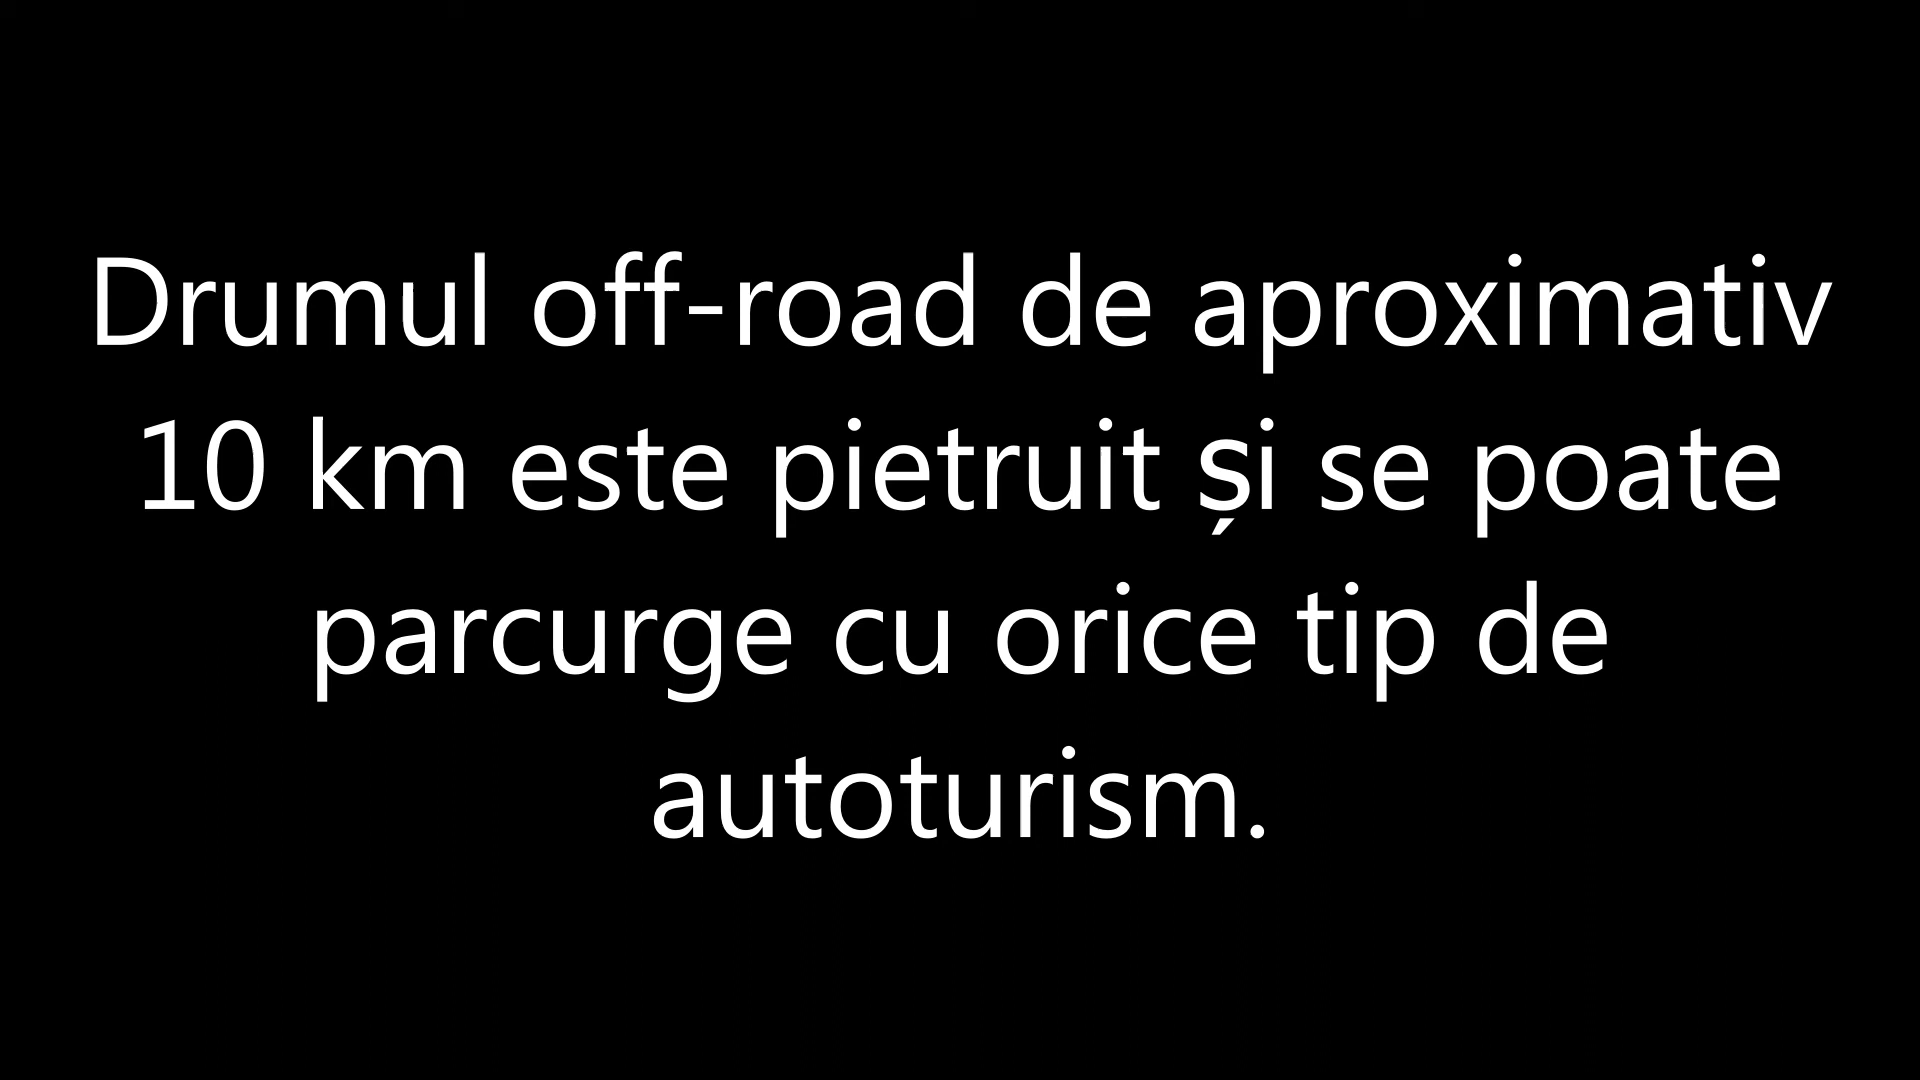 Drumul off-road de aproximativ
10 km este pietruit și se poate
parcurge cu orice tip de
autoturism.